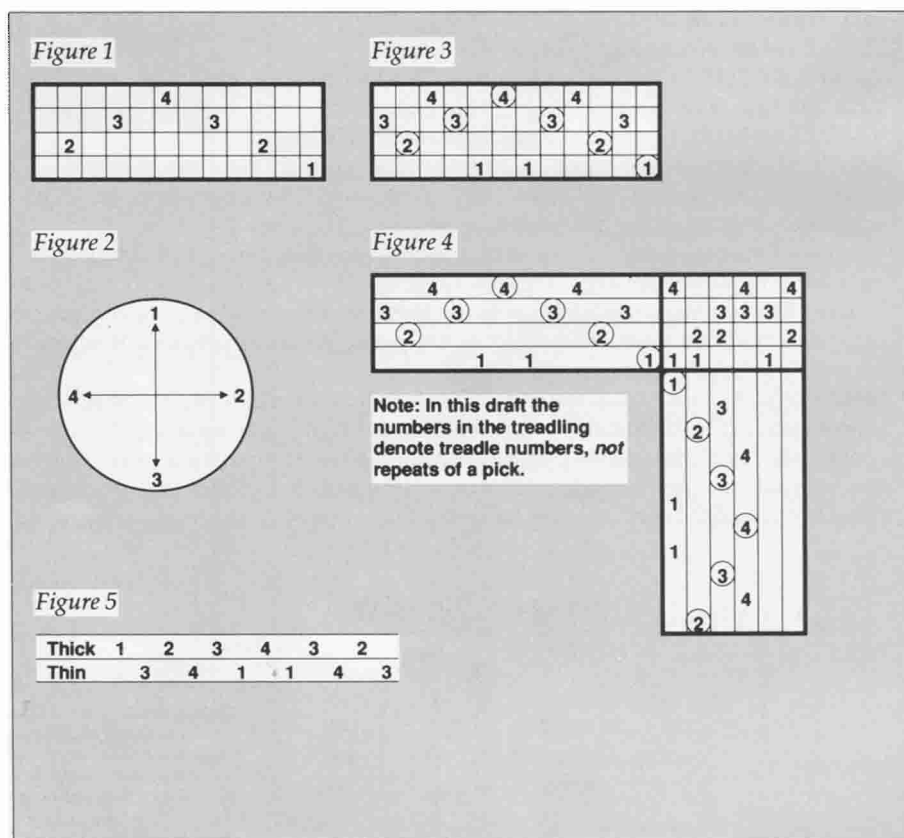 Figure 1
4
3 3
2 2
1
Figure 3
4 4 4
3 3 3 3
2 2
1 1 1
Figure 2
1
4 2
3
Figure 4
4 4 4 4 4 4
3 3 3 3 3 3 3
2 2 2 2 2
1 1 1 1 1 1
1
3
2
4
3
1
4
1
3
4
2
Note: In this draft the
numbers in the treadling
denote treadle numbers, not
repeats of a pick.
Figure 5
Thick 1 2 3 4 3 2
Thin 3 4 1 1 4 3